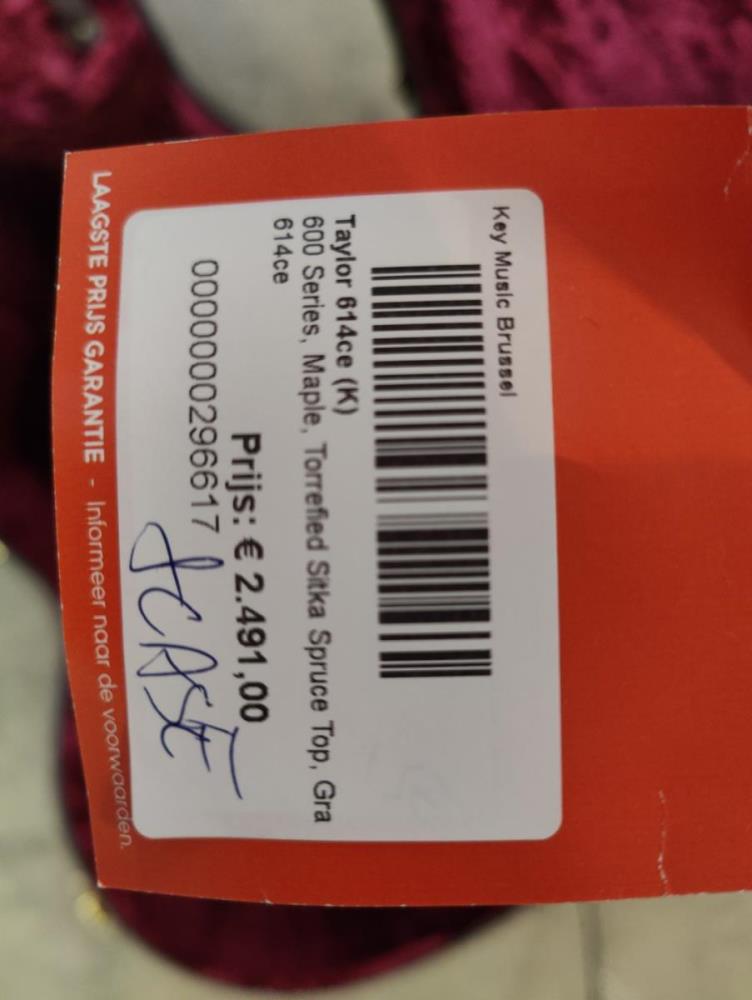 Key Music Brussel
Taylor 614ce (K)
600 Series, Maple, Torrefied Sitka Spruce Top, Gra
614ce
Prijs: € 2.491,00
000000296617
+CASE
LAAGSTE PRIJS GARANTIE - Informeer naar de voorwaarden.